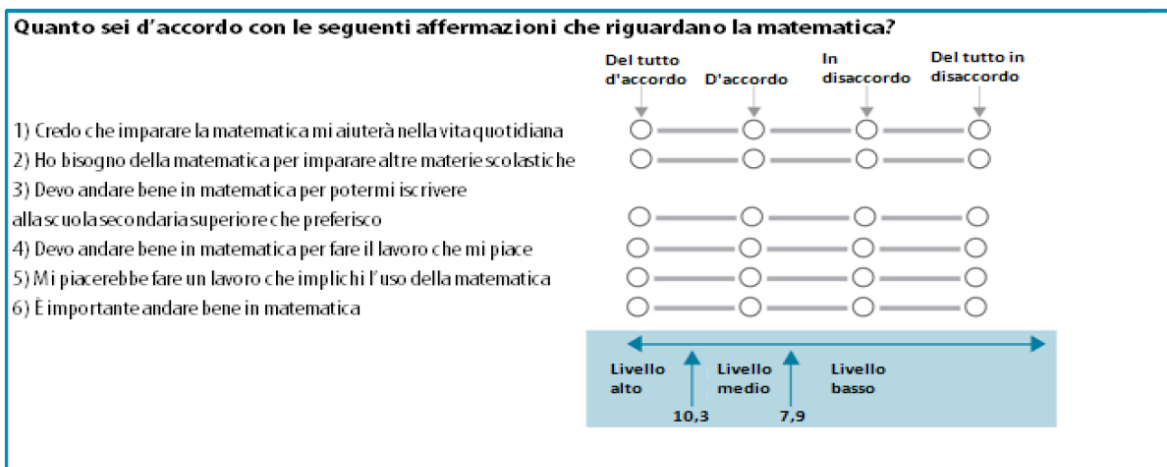 Quanto sei d'accordo con le seguenti affermazioni che riguardano la matematica?
Del tutto d'accordo
D'accordo
In disaccordo
Del tutto in disaccordo
1) Credo che imparare la matematica mi aiuterà nella vita quotidiana
2) Ho bisogno della matematica per imparare altre materie scolastiche
3) Devo andare bene in matematica per potermi iscrivere
alla scuola secondaria superiore che preferisco
4) Devo andare bene in matematica per fare il lavoro che mi piace
5) Mi piacerebbe fare un lavoro che implichi l'uso della matematica
6) È importante andare bene in matematica
Livello alto
Livello medio
Livello basso
10,3
7,9